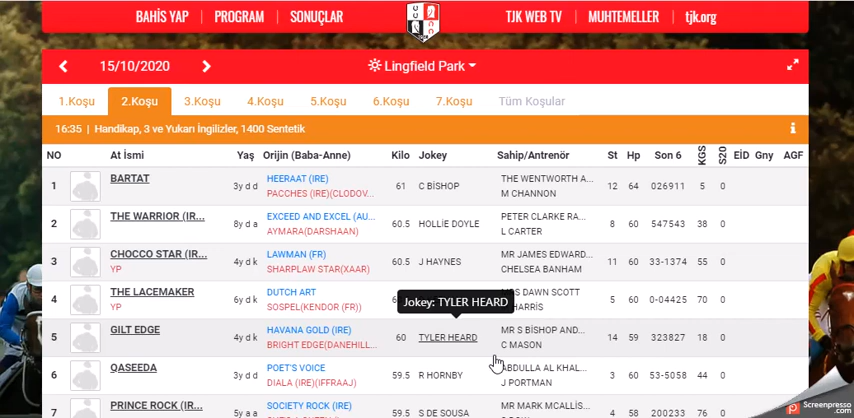 BAHİS YAP | PROGRAM | SONUÇLAR
TJK WEB TV | MUHTEMELLER | tjk.org
15/10/2020
Lingfield Park
1.Koşu 2.Koşu 3.Koşu 4.Koşu 5.Koşu 6.Koşu 7.Koşu Tüm Koşular
16:35 | Handikap, 3 ve Yukarı İngilizler, 1400 Sentetik
NO At İsmi Yaş Orijin (Baba-Anne) Kilo Jokey Sahip/Antrenör St Hp Son 6 KGS S20 EİD Gny AGF
1 BARTAT 3y d d HEERAAT (IRE) 61 C BİSHOP THE WENTWORTH A... 12 64 026911 5 0
PACCHES (IRE)(CLODOV... M CHANNON
2 THE WARRIOR (IR... 8y d a EXCEED AND EXCEL (AU... 60.5 HOLLİE DOYLE PETER CLARKE RA... 8 60 547543 38 0
AYMARA(DARSHAAN) L CARTER
3 CHOCCO STAR (IR... 4y d k LAWMAN (FR) 60.5 J HAYNES MR JAMES EDWARD... 11 60 33-1374 55 0
YP SHARPLAW STAR(XAAR) CHELSEA BANHAM
4 THE LACEMAKER 6y d k DUTCH ART DAWN SCOTT 5 60 0-04425 70 0
YP SOSPEL(KENDOR (FR)) HARRİS
Jokey: TYLER HEARD
5 GILT EDGE 4y d k HAVANA GOLD (IRE) 60 TYLER HEARD MR S BİSHOP AND... 14 59 323827 18 0
BRIGHT EDGE(DANEHILL... C MASON
6 QASEEDA 3y d d POET'S VOICE 59.5 R HORNBY ABDULLA AL KHAL... 3 60 53-5058 44 0
DIALA (IRE)(IFFRAAJ) J PORTMAN
7 PRINCE ROCK (IR... 5y a a SOCIETY ROCK (IRE) 59.5 S DE SOUSA MR MARK MCALLİS... 4 58 200233 76 0
Screenpresso